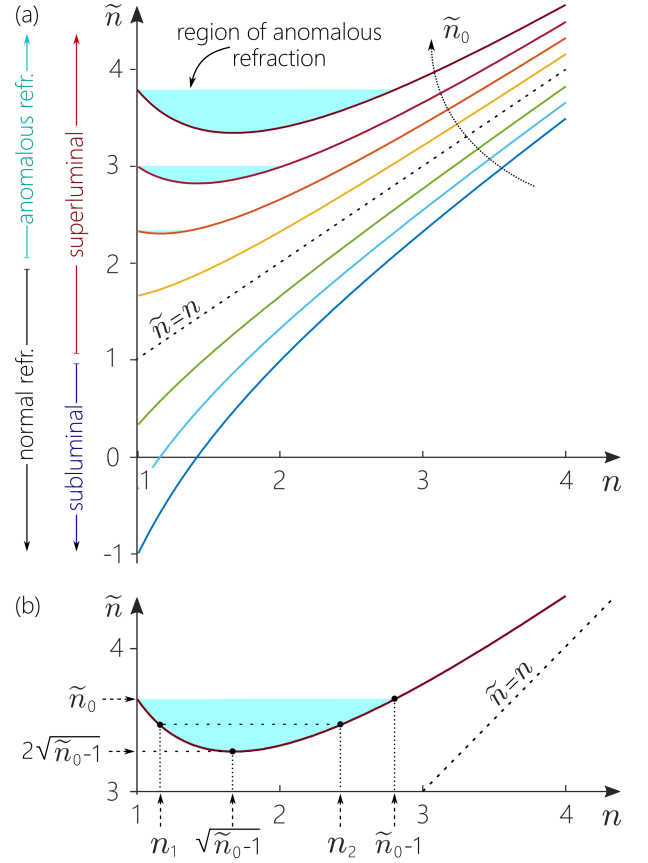 (a)
ñ
region of anomalous
refraction
ñ₀
anomalous refr.
superluminal
normal refr.
subluminal
4
3
2
1
0
-1
ñ=n
1
2
3
4
n
(b)
ñ
4
ñ₀
2√(ñ₀-1)
3
ñ=n
1
2
3
4
n
n₁
√(ñ₀-1)
n₂
ñ₀-1